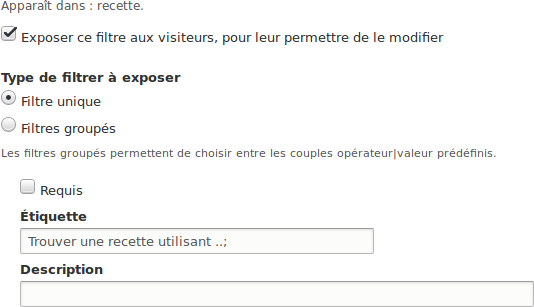 Apparaît dans : recette.
Exposer ce filtre aux visiteurs, pour leur permettre de le modifier
Type de filtrer à exposer
Filtre unique
Filtres groupés
Les filtres groupés permettent de choisir entre les couples opérateur|valeur prédéfinis.
Requis
Étiquette
Trouver une recette utilisant ..;
Description